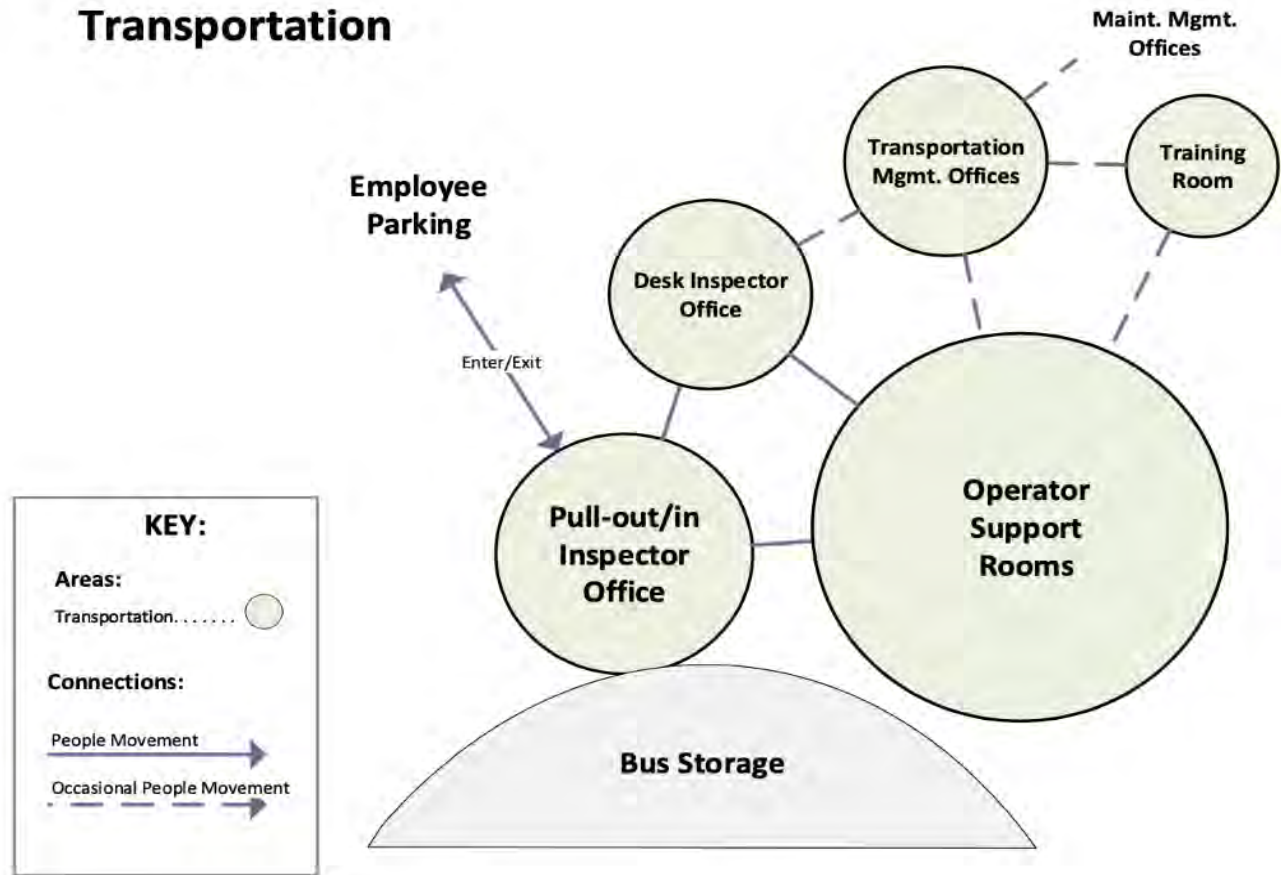 Transportation
Maint. Mgmt.
Offices
Transportation
Mgmt. Offices
Training
Room
Employee
Parking
Desk Inspector
Office
Enter/Exit
Pull-out/in
Inspector
Office
Operator
Support
Rooms
Bus Storage
KEY:
Areas:
Transportation.......
Connections:
People Movement
Occasional People Movement